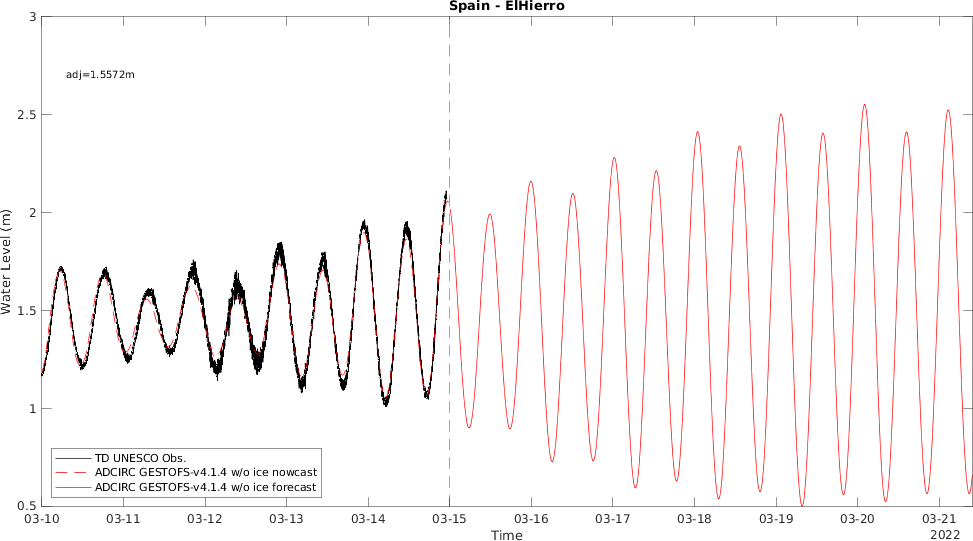 Spain - ElHierro
3
adj=1.5572m
2.5
2
Water Level (m)
1.5
1
TD UNESCO Obs.
ADCIRC GESTOFS-v4.1.4 w/o ice nowcast
ADCIRC GESTOFS-v4.1.4 w/o ice forecast
0.5
03-10 03-11 03-12 03-13 03-14 03-15 03-16 03-17 03-18 03-19 03-20 03-21
Time
2022